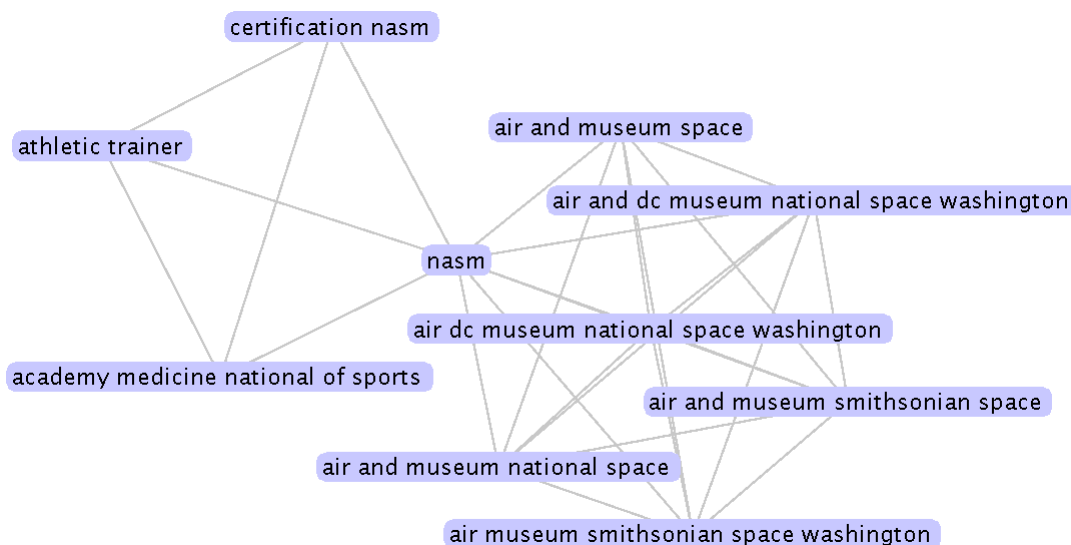 certification nasm
air and museum space
athletic trainer
air and dc museum national space washington
nasm
air dc museum national space washington
academy medicine national of sports
air and museum smithsonian space
air and museum national space
air museum smithsonian space washington